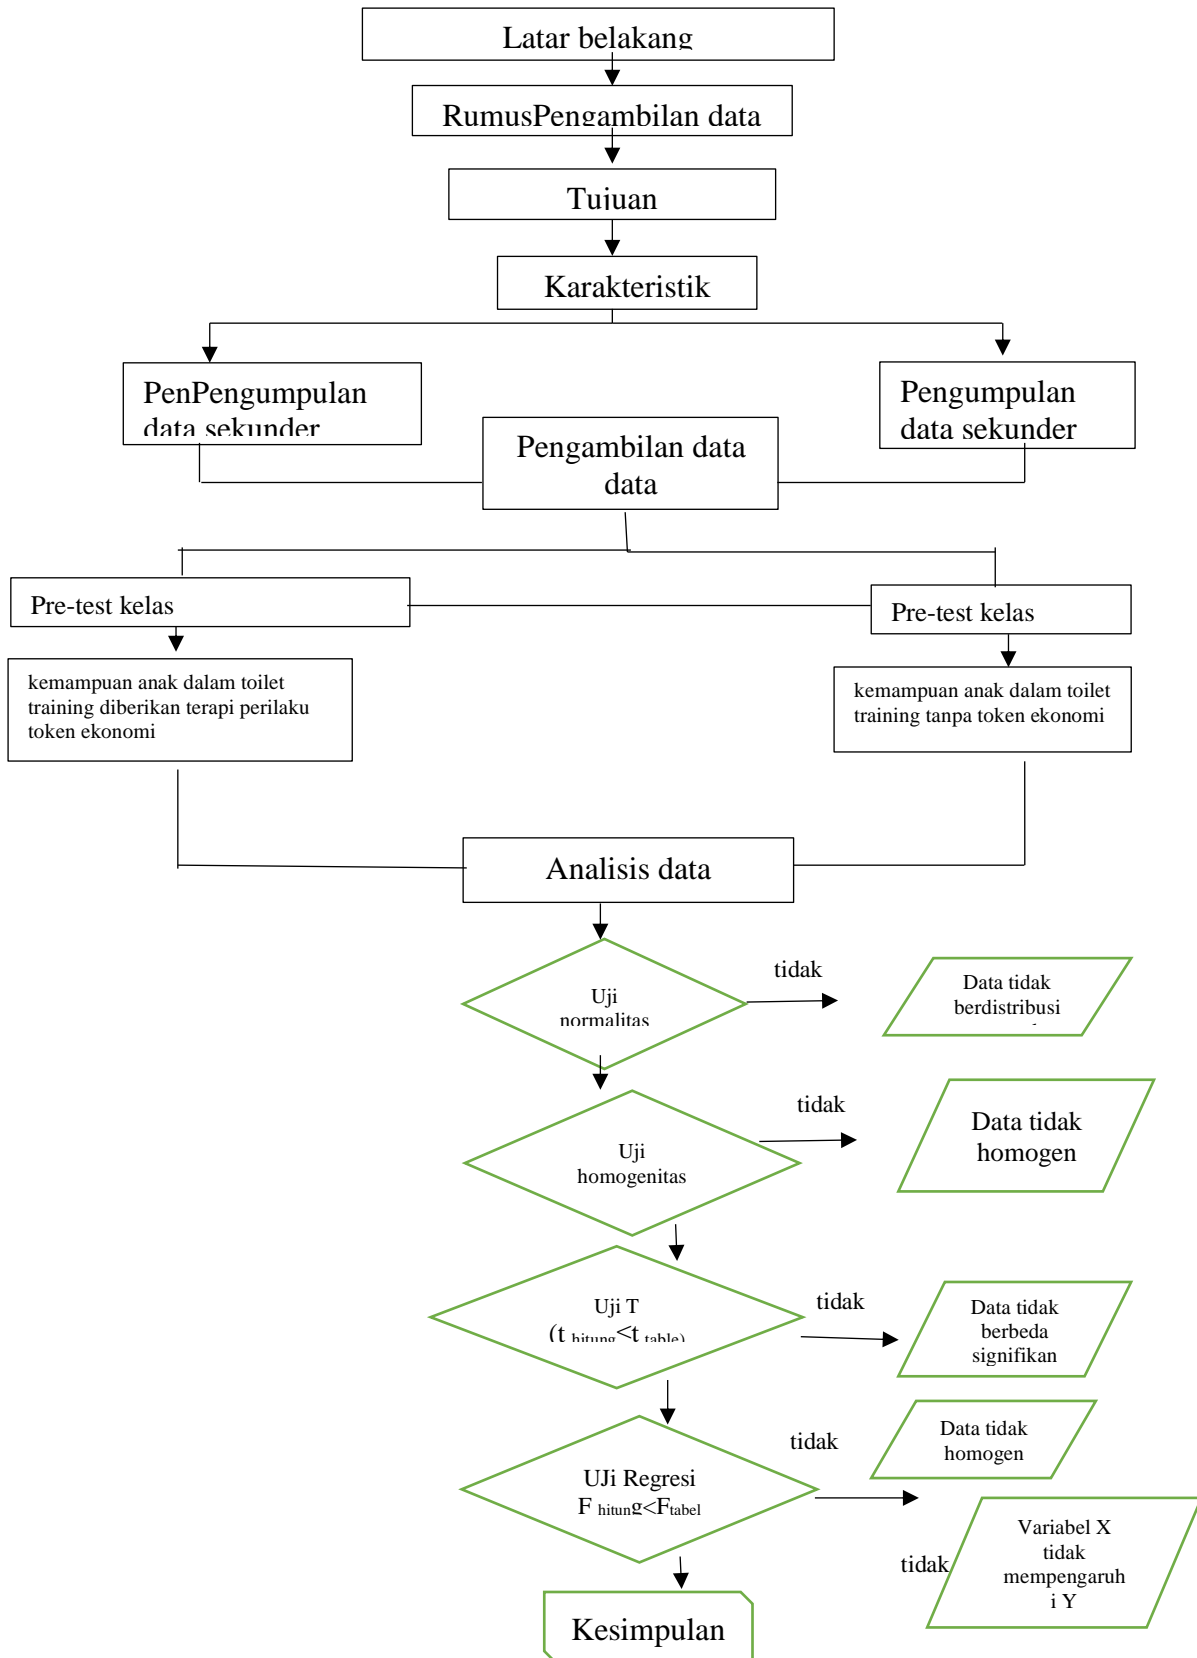 Latar belakang
RumusPengambilan data
Tujuan
Karakteristik
PenPengumpulan
data sekunder
Pengumpulan
data sekunder
Pengambilan data
data
Pre-test kelas
Pre-test kelas
kemampuan anak dalam toilet
training diberikan terapi perilaku
token ekonomi
kemampuan anak dalam toilet
training tanpa token ekonomi
Analisis data
Uji
normalitas
tidak
Data tidak
berdistribusi
Uji
homogenitas
tidak
Data tidak
homogen
Uji T
(t hitung<t table)
tidak
Data tidak
berbeda
signifikan
UJi Regresi
F hitung<Ftabel
tidak
Data tidak
homogen
tidak
Variabel X
tidak
mempengaruh
i Y
Kesimpulan